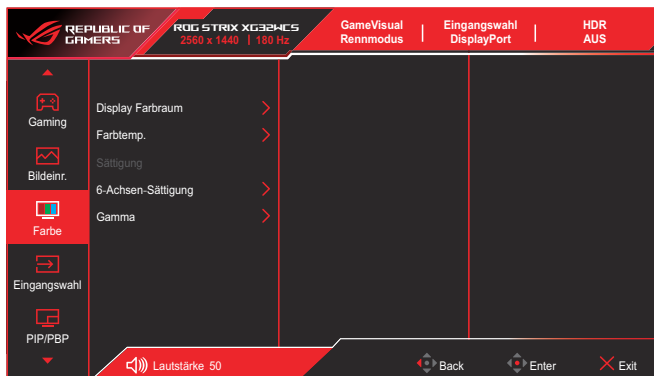 REPUBLIC OF GAMERS
ROG STRIX XG32WCS
2560 x 1440 | 180 Hz
GameVisual
Rennmodus
Eingangswahl
DisplayPort
HDR
AUS
Gaming
Bildeinr.
Farbe
Eingangswahl
PIP/PBP
Display Farbraum
Farbtemp.
Sättigung
6-Achsen-Sättigung
Gamma
Lautstärke 50
Back
Enter
Exit